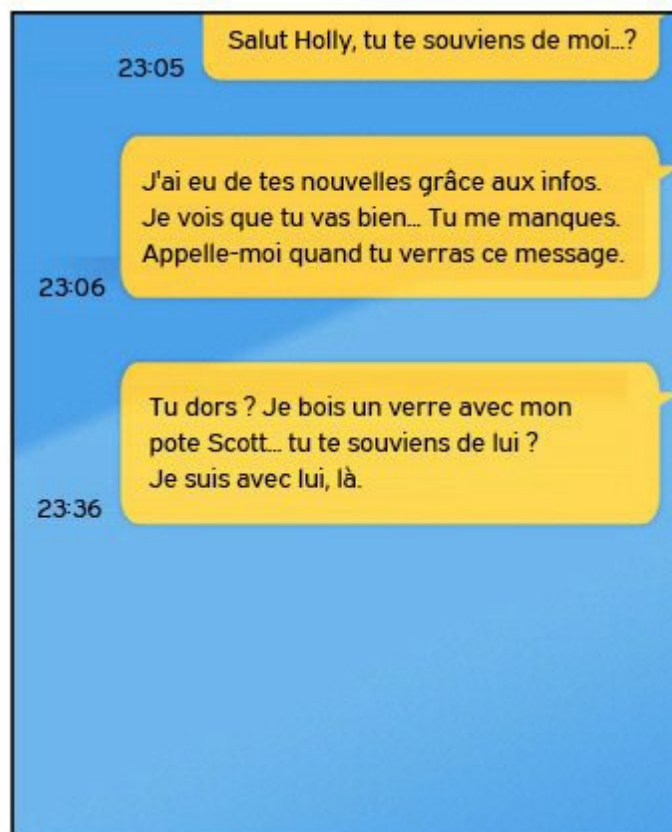 Salut Holly, tu te souviens de moi...?
23:05
J'ai eu de tes nouvelles grâce aux infos.
Je vois que tu vas bien... Tu me manques.
Appelle-moi quand tu verras ce message.
23:06
Tu dors ? Je bois un verre avec mon
pote Scott... tu te souviens de lui ?
Je suis avec lui, là.
23:36